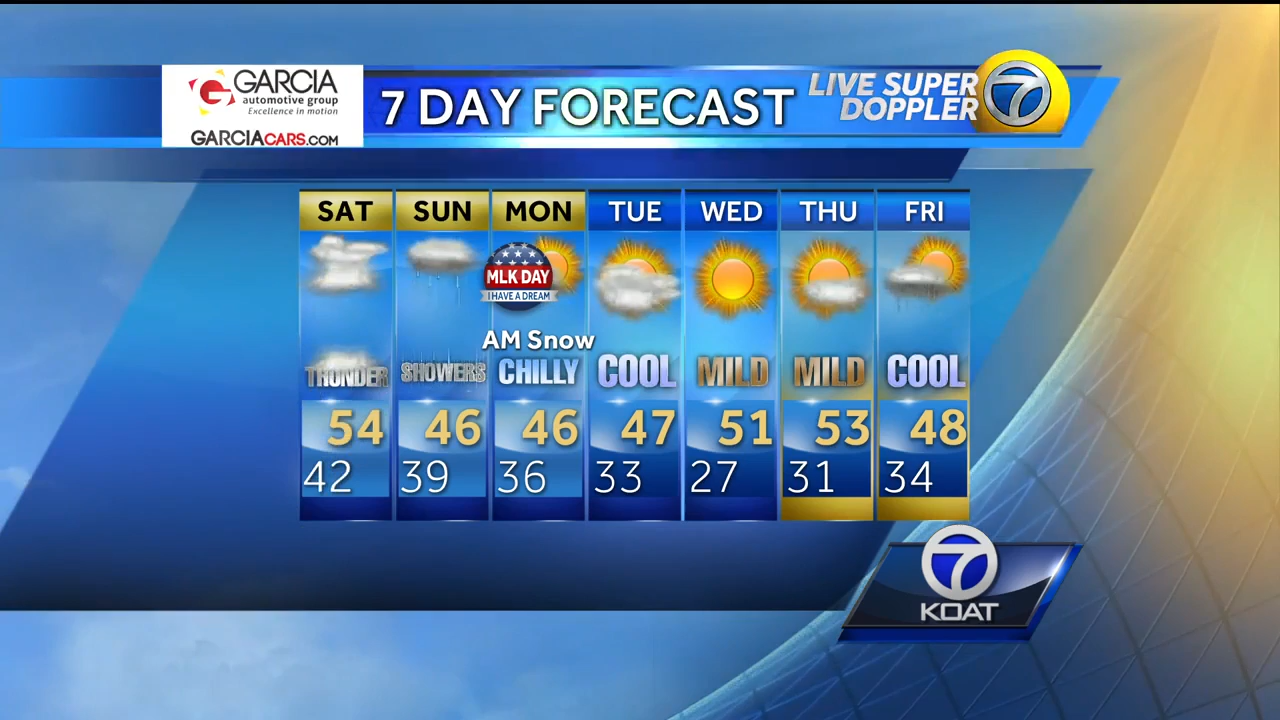 GARCIA
automotive group
Excellence in motion
GARCIACARS.COM
7 DAY FORECAST
LIVE SUPER
DOPPLER
7
SAT SUN MON TUE WED THU FRI
MLK DAY
I HAVE A DREAM
AM Snow
THUNDER SHOWERS CHILLY COOL MILD MILD COOL
54 46 46 47 51 53 48
42 39 36 33 27 31 34
7
KOAT